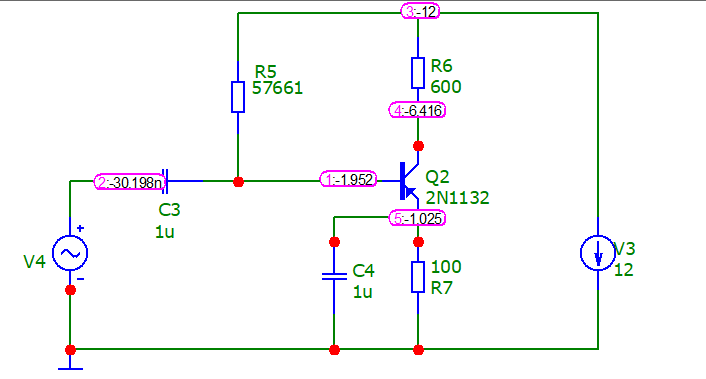 3:-12
R5
57661
R6
600
4:-6.416
2:-30.198n
1:-1.952
Q2
2N1132
C3
1u
5:-1.025
+
V4
-
C4
1u
100
R7
V3
12